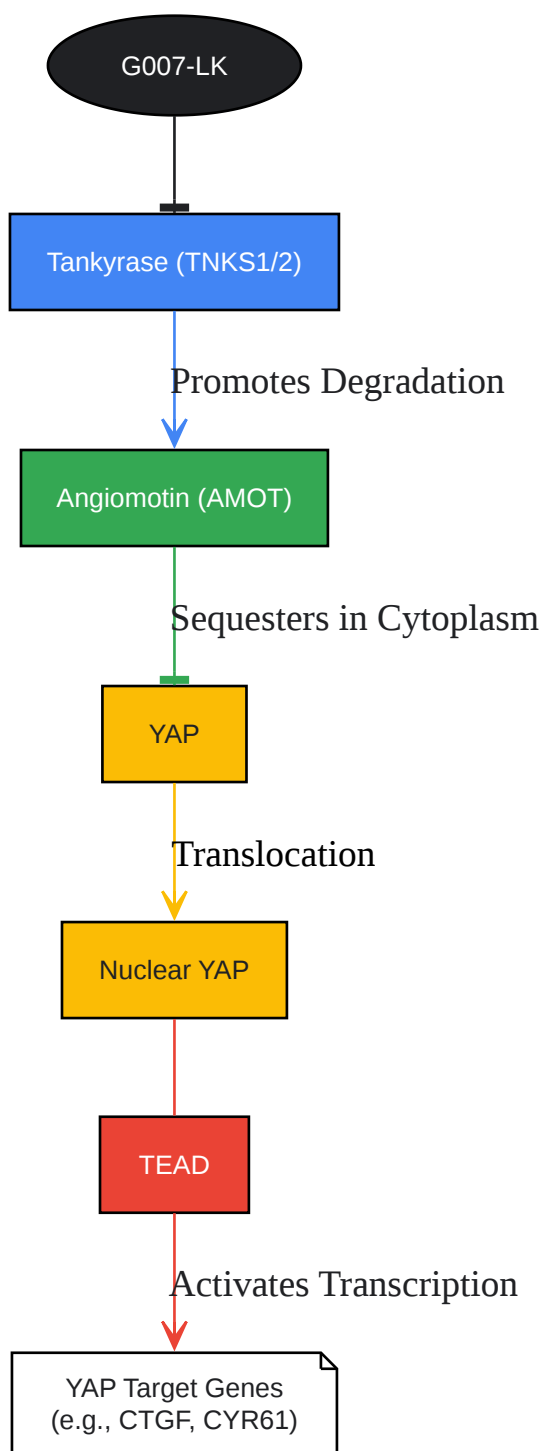 G007-LK
Tankyrase (TNKS1/2)
Promotes Degradation
Angiomotin (AMOT)
Sequesters in Cytoplasm
YAP
Translocation
Nuclear YAP
TEAD
Activates Transcription
YAP Target Genes
(e.g., CTGF, CYR61)